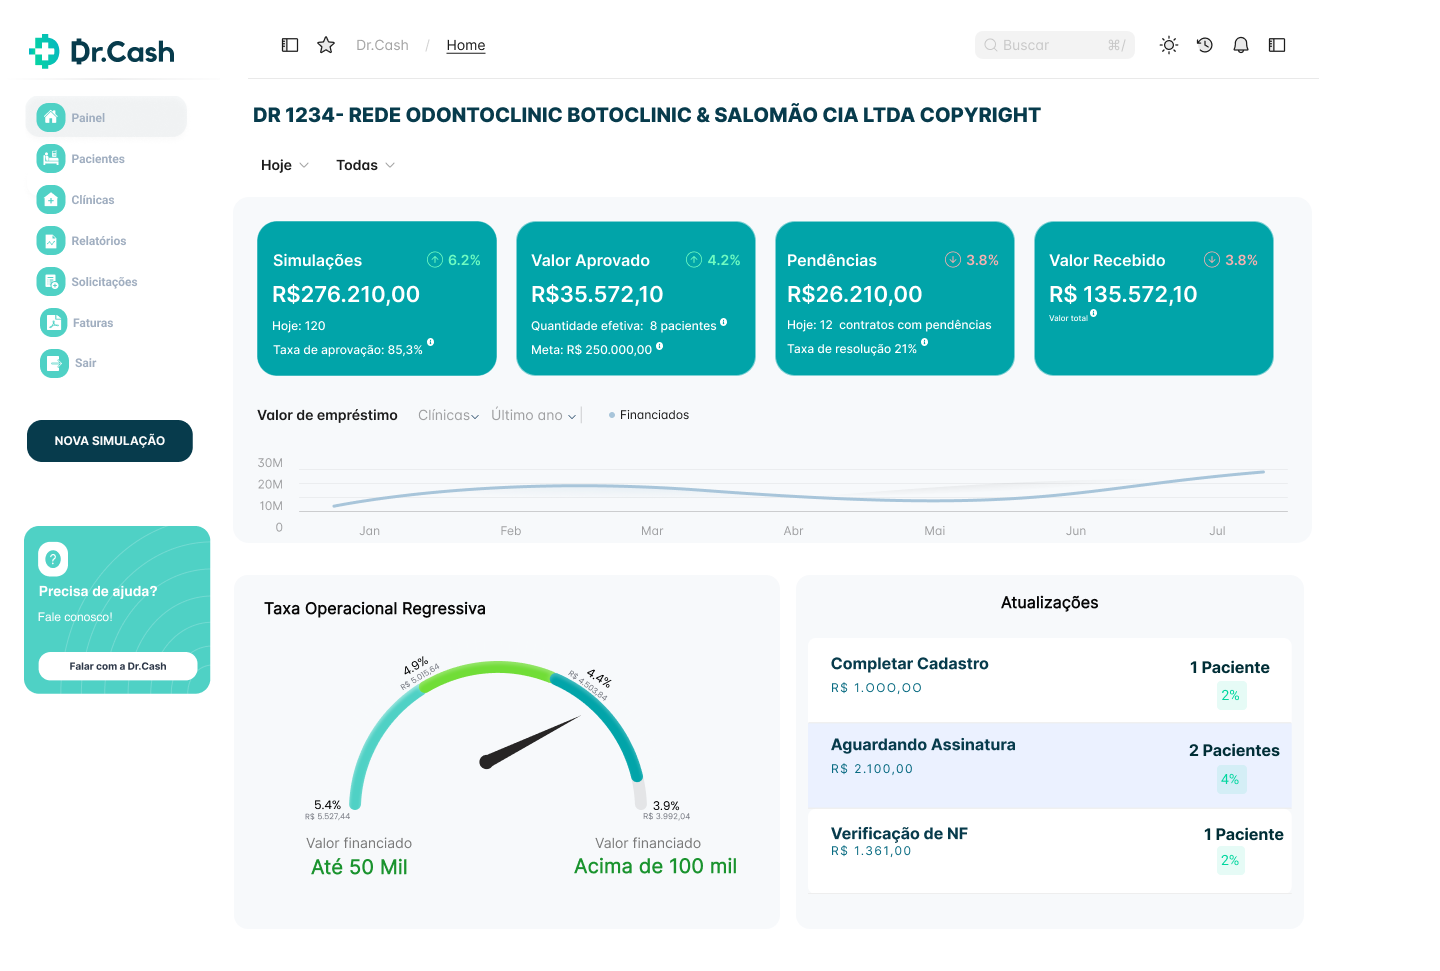 Dr.Cash
Dr.Cash / Home
Buscar ⌘/
Painel
Pacientes
Clínicas
Relatórios
Solicitações
Faturas
Sair
NOVA SIMULAÇÃO
?
Precisa de ajuda?
Fale conosco!
Falar com a Dr.Cash
DR 1234- REDE ODONTOCLINIC BOTOCLINIC & SALOMÃO CIA LTDA COPYRIGHT
Hoje Todas
Simulações 6.2%
R$276.210,00
Hoje: 120
Taxa de aprovação: 85,3%
Valor Aprovado 4.2%
R$35.572,10
Quantidade efetiva: 8 pacientes
Meta: R$ 250.000,00
Pendências 3.8%
R$26.210,00
Hoje: 12 contratos com pendências
Taxa de resolução 21%
Valor Recebido 3.8%
R$ 135.572,10
Valor total
Valor de empréstimo Clínicas Último ano Financiados
30M
20M
10M
0
Jan Feb Mar Abr Mai Jun Jul
Taxa Operacional Regressiva
4.9%
R$ 5.015,64
4.4%
R$ 4.503,84
5.4%
R$ 5.527,44
3.9%
R$ 3.992,04
Valor financiado
Até 50 Mil
Valor financiado
Acima de 100 mil
Atualizações
Completar Cadastro 1 Paciente
R$ 1.OOO,OO 2%
Aguardando Assinatura 2 Pacientes
R$ 2.100,00 4%
Verificação de NF 1 Paciente
R$ 1.361,00 2%